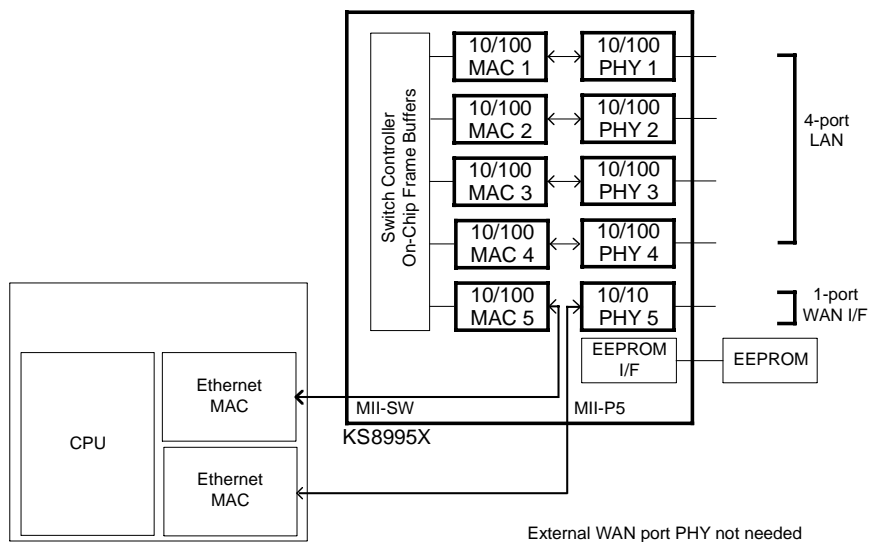 10/100
MAC 1
10/100
PHY 1
10/100
MAC 2
10/100
PHY 2
10/100
MAC 3
10/100
PHY 3
10/100
MAC 4
10/100
PHY 4
10/100
MAC 5
10/10
PHY 5
Switch Controller
On-Chip Frame Buffers
4-port
LAN
1-port
WAN I/F
EEPROM
I/F
EEPROM
MII-SW
MII-P5
KS8995X
CPU
Ethernet
MAC
Ethernet
MAC
External WAN port PHY not needed